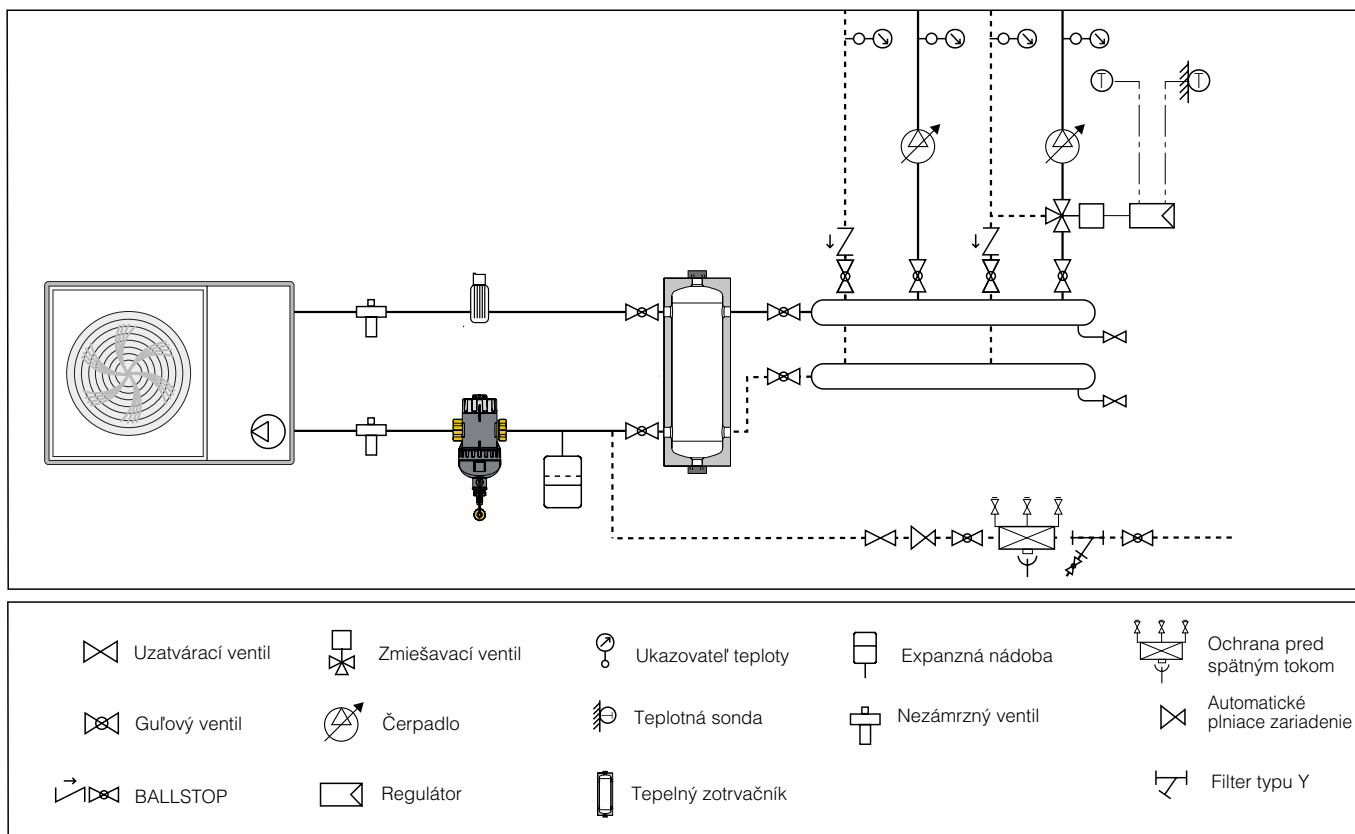 T
T
Uzatvárací ventil
Zmiešavací ventil
Ukazovateľ teploty
Expanzná nádoba
Ochrana pred
spätným tokom
Guľový ventil
Čerpadlo
Teplotná sonda
Nezámrzný ventil
Automatické
plniace zariadenie
BALLSTOP
Regulátor
Tepelný zotrvačník
Filter typu Y